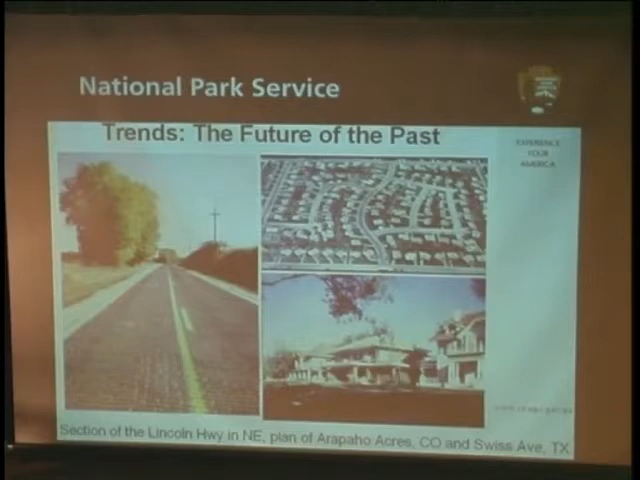 National Park Service
Trends: The Future of the Past
EXPERIENCE
YOUR
AMERICA
Section of the Lincoln Hwy in NE, plan of Arapaho Acres, CO and Swiss Ave, TX